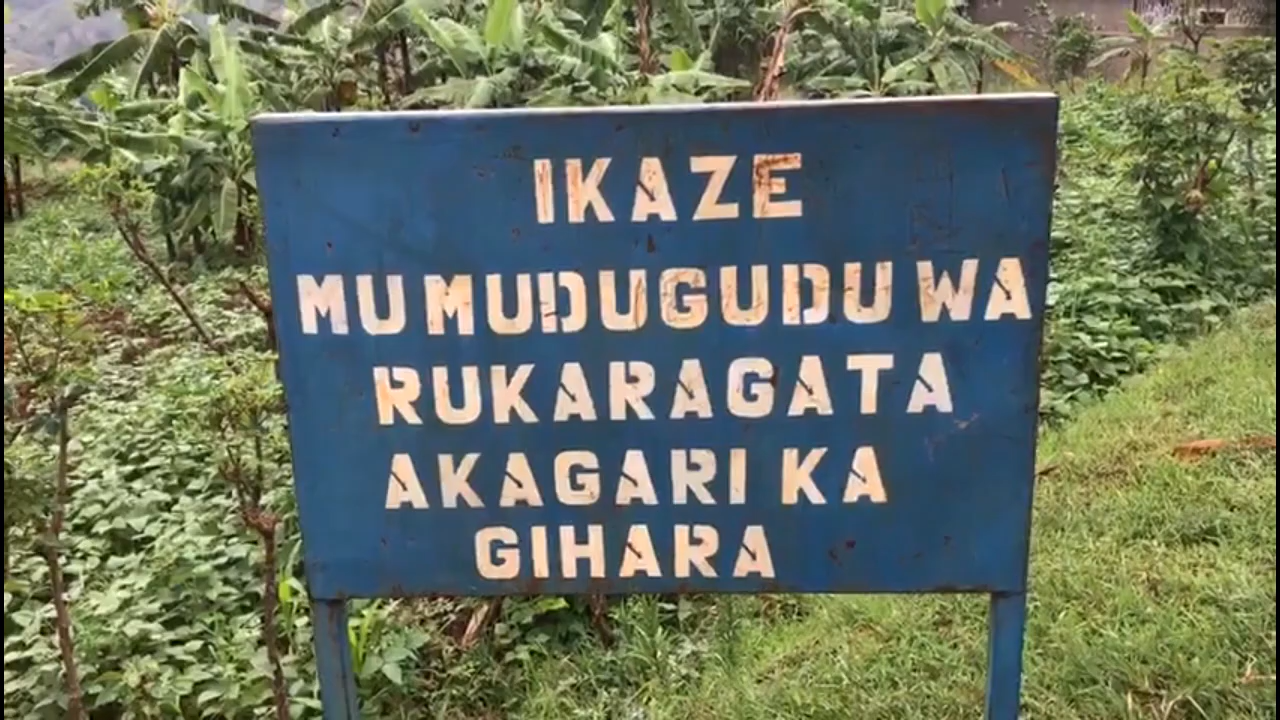 IKAZE
MU MUDUGUDU WA
RUKARAGATA
AKAGARI KA
GIHARA